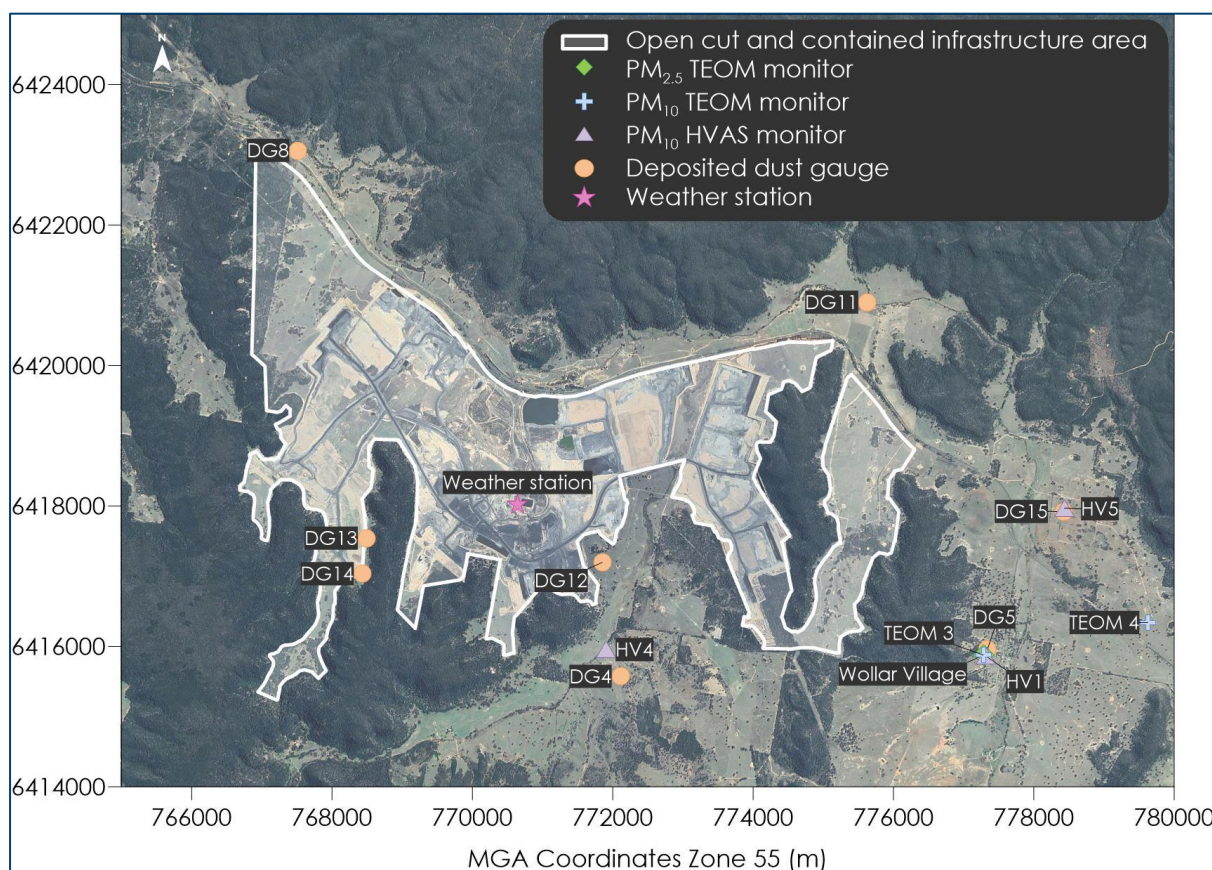 N
Open cut and contained infrastructure area
PM2.5 TEOM monitor
PM10 TEOM monitor
PM10 HVAS monitor
Deposited dust gauge
Weather station
6424000
6422000
6420000
6418000
6416000
6414000
DG8
DG11
Weather station
DG13
DG14
DG12
DG15
HV5
TEOM 3
DG5
TEOM 4
Wollar Village
HV1
HV4
DG4
766000
768000
770000
772000
774000
776000
778000
780000
MGA Coordinates Zone 55 (m)